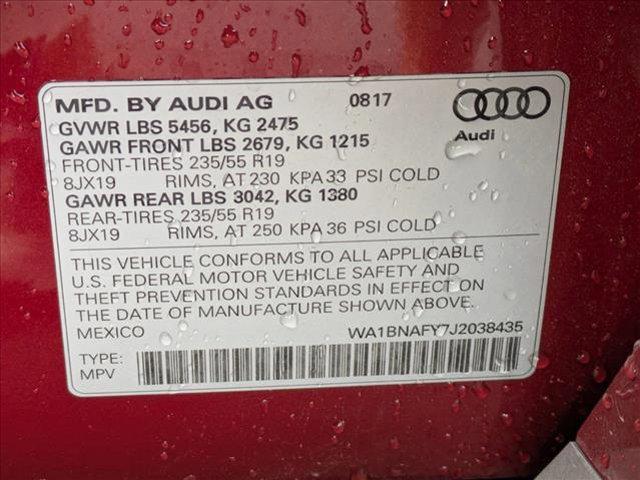 MFD. BY AUDI AG 0817
GVWR LBS 5456, KG 2475
Audi
GAWR FRONT LBS 2679, KG 1215
FRONT-TIRES 235/55 R19
8JX19 RIMS, AT 230 KPA 33 PSI COLD
GAWR REAR LBS 3042, KG 1380
REAR-TIRES 235/55 R19
8JX19 RIMS, AT 250 KPA 36 PSI COLD
THIS VEHICLE CONFORMS TO ALL APPLICABLE
U.S. FEDERAL MOTOR VEHICLE SAFETY AND
THEFT PREVENTION STANDARDS IN EFFECT ON
THE DATE OF MANUFACTURE SHOWN ABOVE.
MEXICO WA1BNAFY7J2038435
TYPE:
MPV